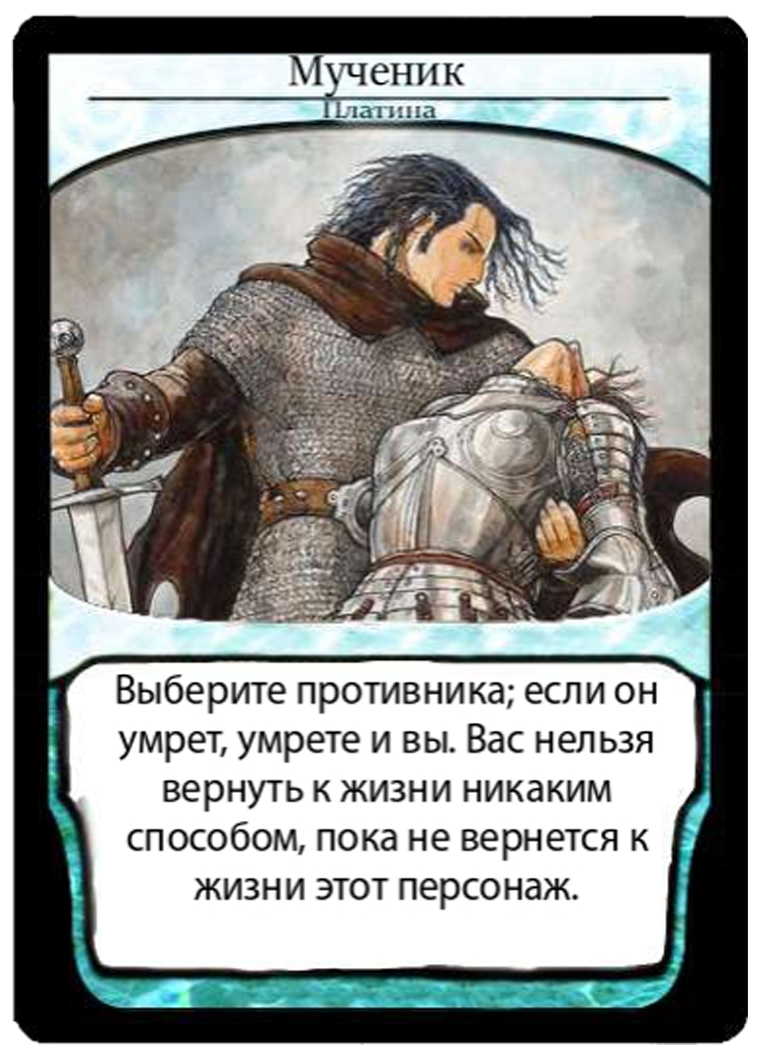 Мученик
Платина
Выберите противника; если он
умрет, умрете и вы. Вас нельзя
вернуть к жизни никаким
способом, пока не вернется к
жизни этот персонаж.